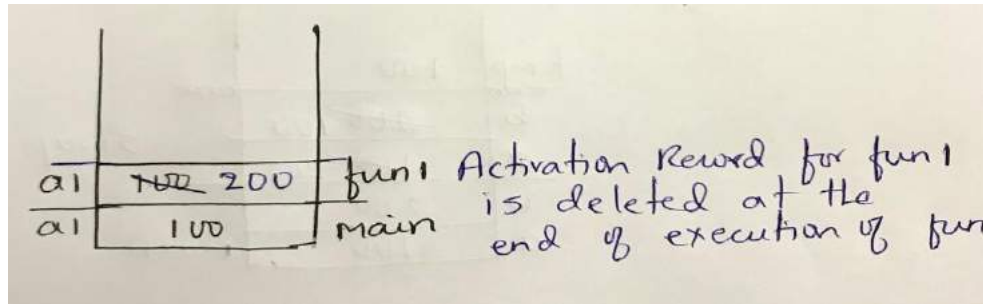 a1 100 200 fun1
a1 100 main
Activation Record for fun1
is deleted at the
end of execution of fun